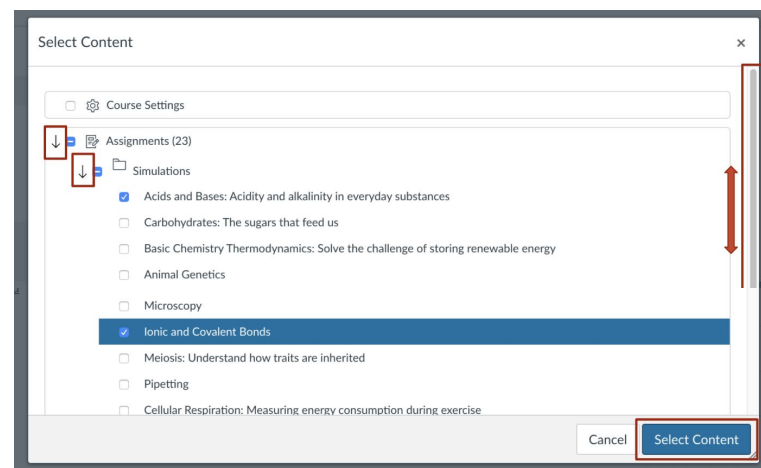 Select Content
×
Course Settings
Assignments (23)
Simulations
Acids and Bases: Acidity and alkalinity in everyday substances
Carbohydrates: The sugars that feed us
Basic Chemistry Thermodynamics: Solve the challenge of storing renewable energy
Animal Genetics
Microscopy
Ionic and Covalent Bonds
Meiosis: Understand how traits are inherited
Pipetting
Cellular Respiration: Measuring energy consumption during exercise
Cancel Select Content